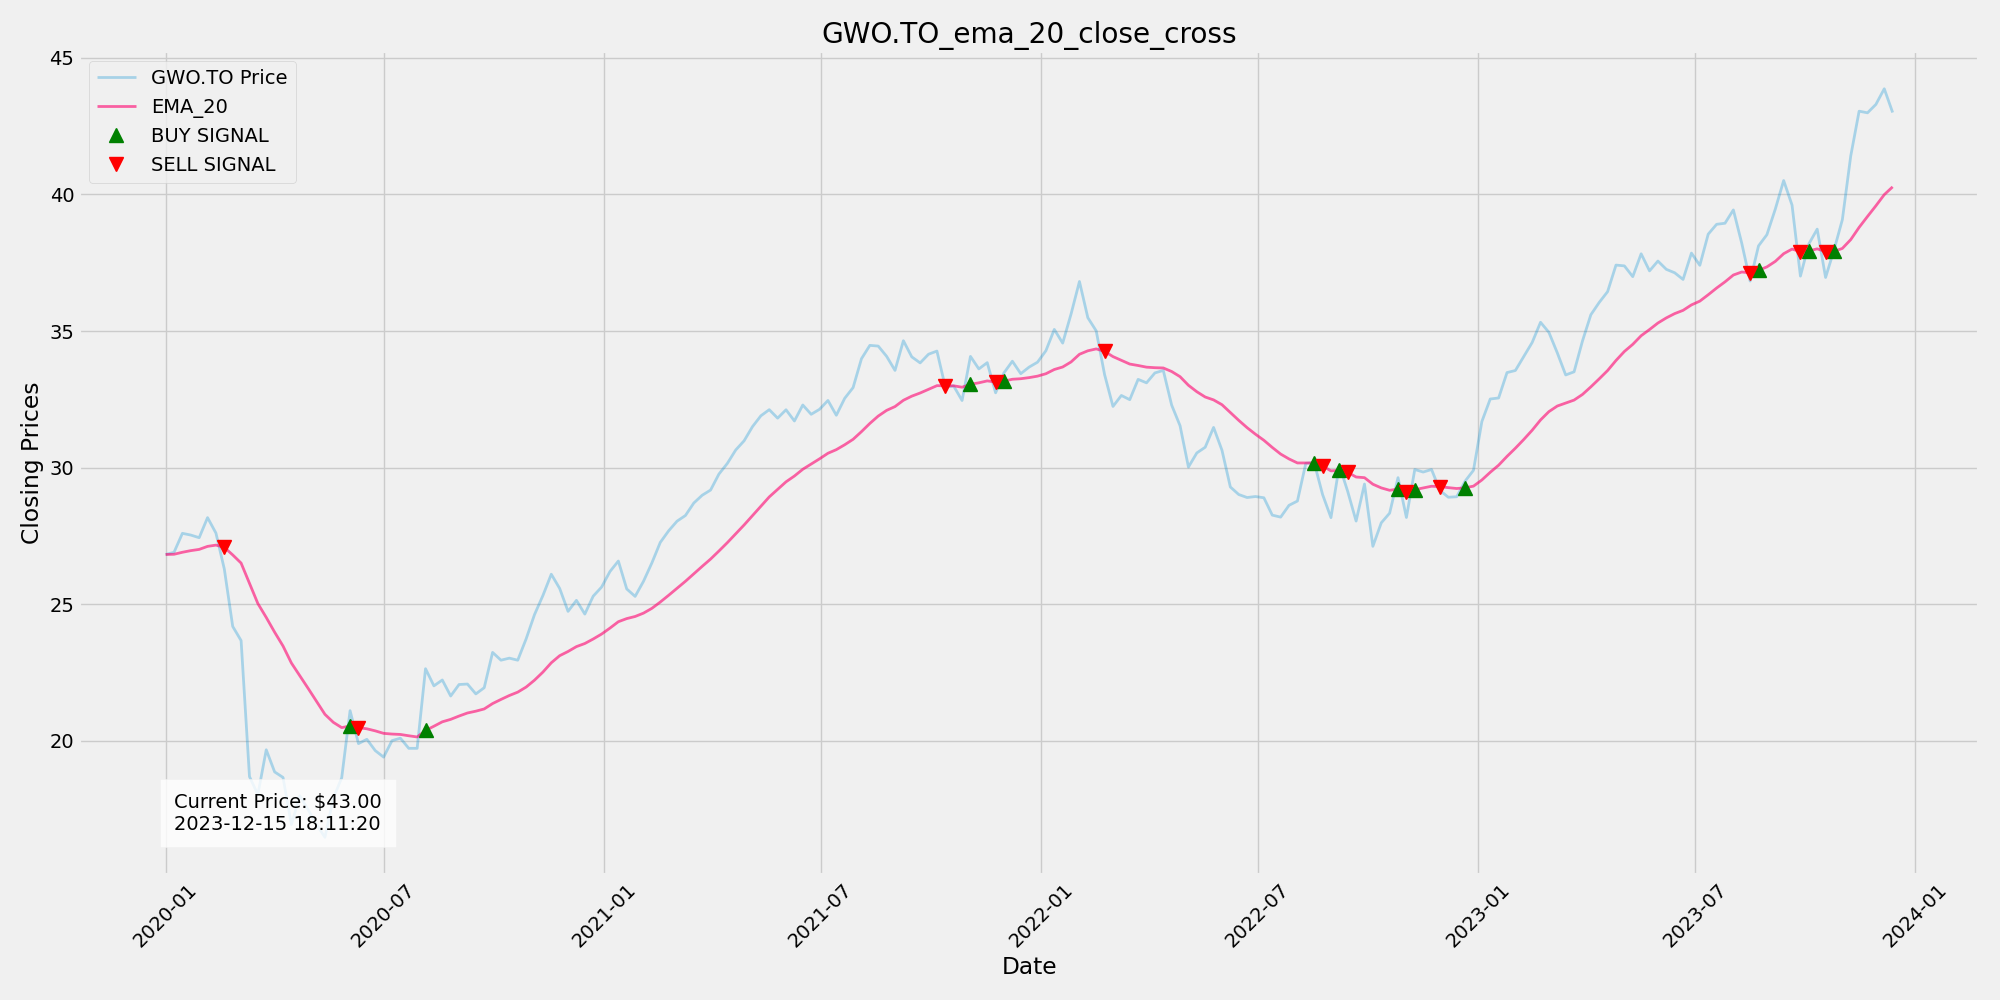 GWO.TO_ema_20_close_cross
45
40
35
30
25
20
Closing Prices
GWO.TO Price
EMA_20
BUY SIGNAL
SELL SIGNAL
Current Price: $43.00
2023-12-15 18:11:20
2020-01
2020-07
2021-01
2021-07
2022-01
2022-07
2023-01
2023-07
2024-01
Date